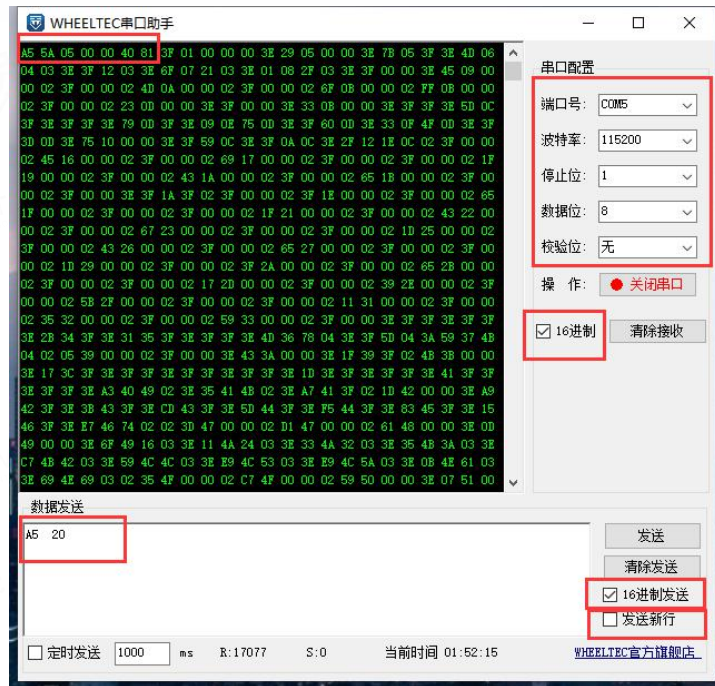 WHEELTEC串口助手
A5 5A 05 00 00 40 81 3F 01 00 00 00 3E 29 05 00 00 3E 7B 05 3F 3E 4D 06
04 03 3E 3F 12 03 3E 6F 07 21 03 3E 01 08 2F 03 3E 3F 00 00 3E 45 09 00
00 02 3F 00 00 02 4D 0A 00 00 02 3F 00 00 02 6F 0B 00 00 02 FF 0B 00 00
02 3F 00 00 02 23 0D 00 00 3E 3F 00 00 3E 33 0B 00 00 3E 3F 3F 3E 5D 0C
3F 3E 3F 3F 3E 79 0D 3F 3E 09 0E 75 0D 3E 3F 60 0D 3E 33 0F 4F 0D 3E 3F
3D 0D 3E 75 10 00 00 3E 3F 59 0C 3E 3F 0A 0C 3E 2F 12 1E 0C 02 3F 00 00
02 45 16 00 00 02 3F 00 00 02 69 17 00 00 02 3F 00 00 02 3F 00 00 02 1F
19 00 00 02 3F 00 00 02 43 1A 00 00 02 3F 00 00 02 65 1B 00 00 02 3F 00
00 02 3F 00 00 3E 3F 1A 3F 02 3F 00 00 02 3F 1E 00 00 02 3F 00 00 02 65
1F 00 00 02 3F 00 00 02 3F 00 00 02 1F 21 00 00 02 3F 00 00 02 43 22 00
00 02 3F 00 00 02 67 23 00 00 02 3F 00 00 02 3F 00 00 02 1D 25 00 00 02
3F 00 00 02 43 26 00 00 02 3F 00 00 02 65 27 00 00 02 3F 00 00 02 3F 00
00 02 1D 29 00 00 02 3F 00 00 02 3F 2A 00 00 02 3F 00 00 02 65 2B 00 00
02 3F 00 00 02 3F 00 00 02 17 2D 00 00 02 3F 00 00 02 39 2E 00 00 02 3F
00 00 02 5B 2F 00 00 02 3F 00 00 02 3F 00 00 02 11 31 00 00 02 3F 00 00
02 35 32 00 00 02 3F 00 00 02 59 33 00 00 02 3F 00 00 3E 3F 3F 3E 3F 3F
3E 2B 34 3F 3E 31 35 3F 3E 3F 3F 3E 4D 36 78 04 3E 3F 5D 04 3A 59 37 4B
04 02 05 39 00 00 02 3F 00 00 3E 43 3A 00 00 3E 1F 39 3F 02 4B 3B 00 00
3E 17 3C 3F 3E 3F 3F 3E 3F 3F 3E 3F 3F 3E 1D 3E 3F 3E 3F 3F 3E 41 3F 3F
3E 3F 3F 3E A3 40 49 02 3E 35 41 4B 02 3E A7 41 3F 02 1D 42 00 00 3E A9
42 3F 3E 3B 43 3F 3E CD 43 3F 3E 5D 44 3F 3E F5 44 3F 3E 83 45 3F 3E 15
46 3F 3E E7 46 74 02 02 3D 47 00 00 02 D1 47 00 00 02 61 48 00 00 3E 0D
49 00 00 3E 6F 49 16 03 3E 11 4A 24 03 3E 33 4A 32 03 3E 35 4B 3A 03 3E
C7 4B 42 03 3E 59 4C 4C 03 3E E9 4C 53 03 3E E9 4C 5A 03 3E 0B 4E 61 03
3E 69 4E 69 03 02 35 4F 00 00 02 C7 4F 00 00 02 59 50 00 00 3E 07 51 00
串口配置
端口号: COM5
波特率: 115200
停止位: 1
数据位: 8
校验位: 无
操 作: 关闭串口
16进制 清除接收
数据发送
A5 20
发送
清除发送
16进制发送
发送新行
定时发送 1000 ms R:17077 S:0 当前时间 01:52:15 WHEELTEC官方旗舰店